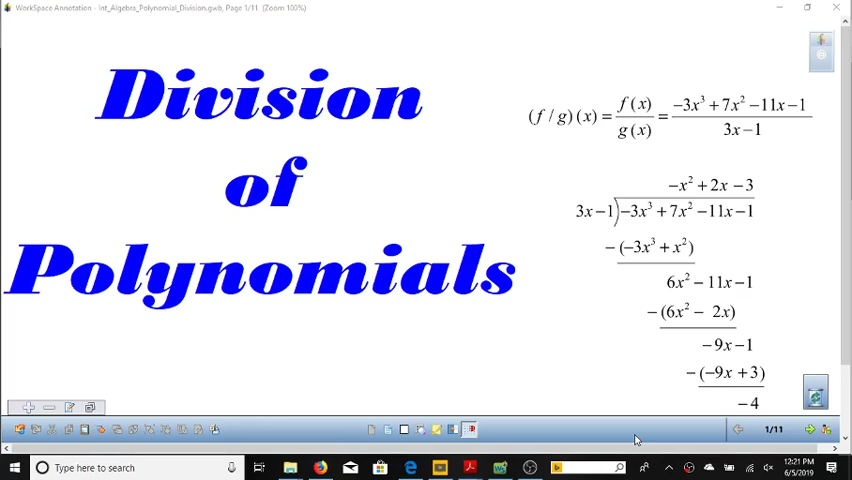 WorkSpace Annotation - Int_Algebra_Polynomial_Division.gwb, Page 1/11 (Zoom 100%)
Division
of
Polynomials
(f / g)(x) = f(x)/g(x) = (−3x³ + 7x² − 11x − 1)/(3x − 1)
−x² + 2x − 3
3x − 1)−3x³ + 7x² − 11x − 1
− (−3x³ + x²)
6x² − 11x − 1
− (6x² − 2x)
− 9x − 1
− (−9x + 3)
− 4
1/11
Type here to search
12:21 PM
6/5/2019